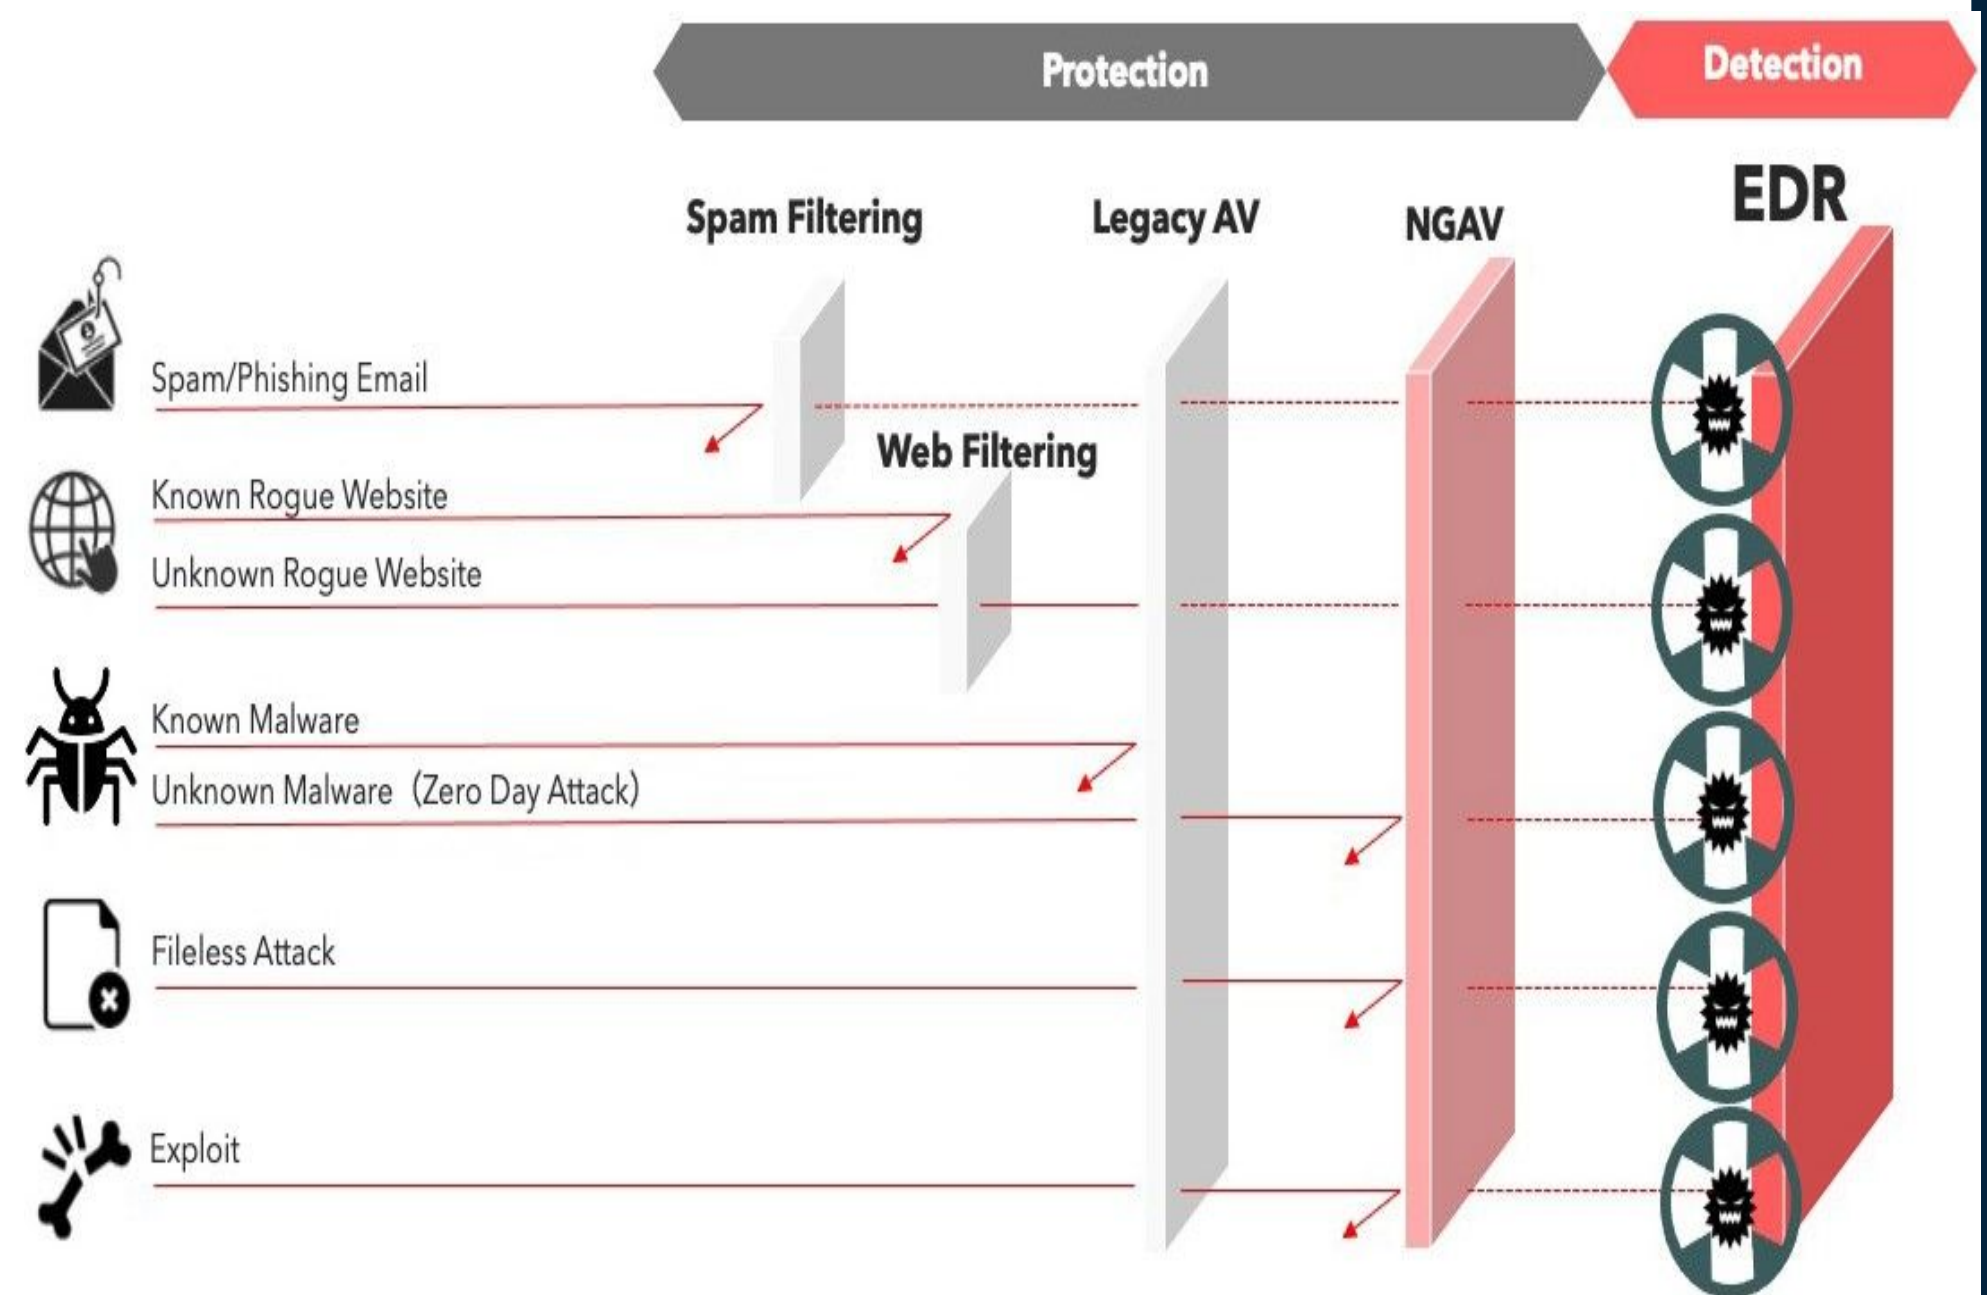 Protection
Detection
EDR
Spam Filtering
Legacy AV
NGAV
Spam/Phishing Email
Web Filtering
Known Rogue Website
Unknown Rogue Website
Known Malware
Unknown Malware（Zero Day Attack）
Fileless Attack
Exploit